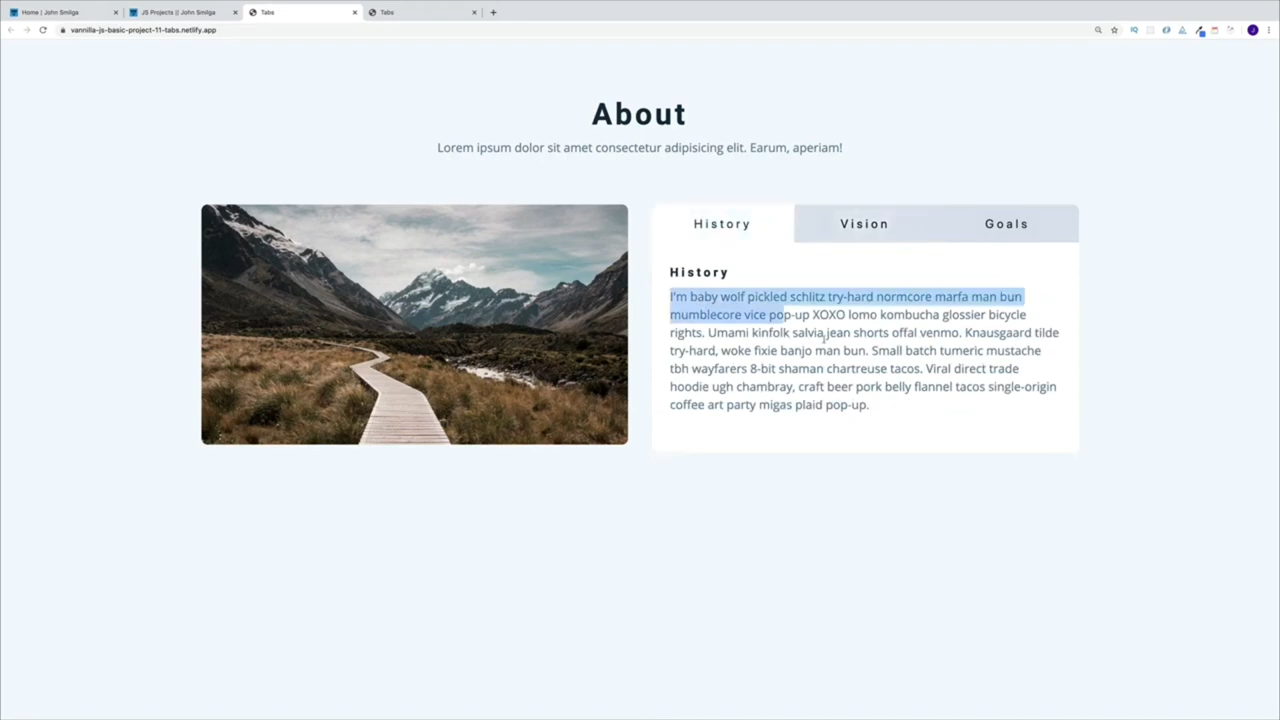 Home | John Smilga
JS Projects || John Smilga
Tabs
Tabs
vannilla-js-basic-project-11-tabs.netlify.app
J
About
Lorem ipsum dolor sit amet consectetur adipisicing elit. Earum, aperiam!
History
Vision
Goals
History
I'm baby wolf pickled schlitz try-hard normcore marfa man bun
mumblecore vice pop-up XOXO lomo kombucha glossier bicycle
rights. Umami kinfolk salvia jean shorts offal venmo. Knausgaard tilde
try-hard, woke fixie banjo man bun. Small batch tumeric mustache
tbh wayfarers 8-bit shaman chartreuse tacos. Viral direct trade
hoodie ugh chambray, craft beer pork belly flannel tacos single-origin
coffee art party migas plaid pop-up.